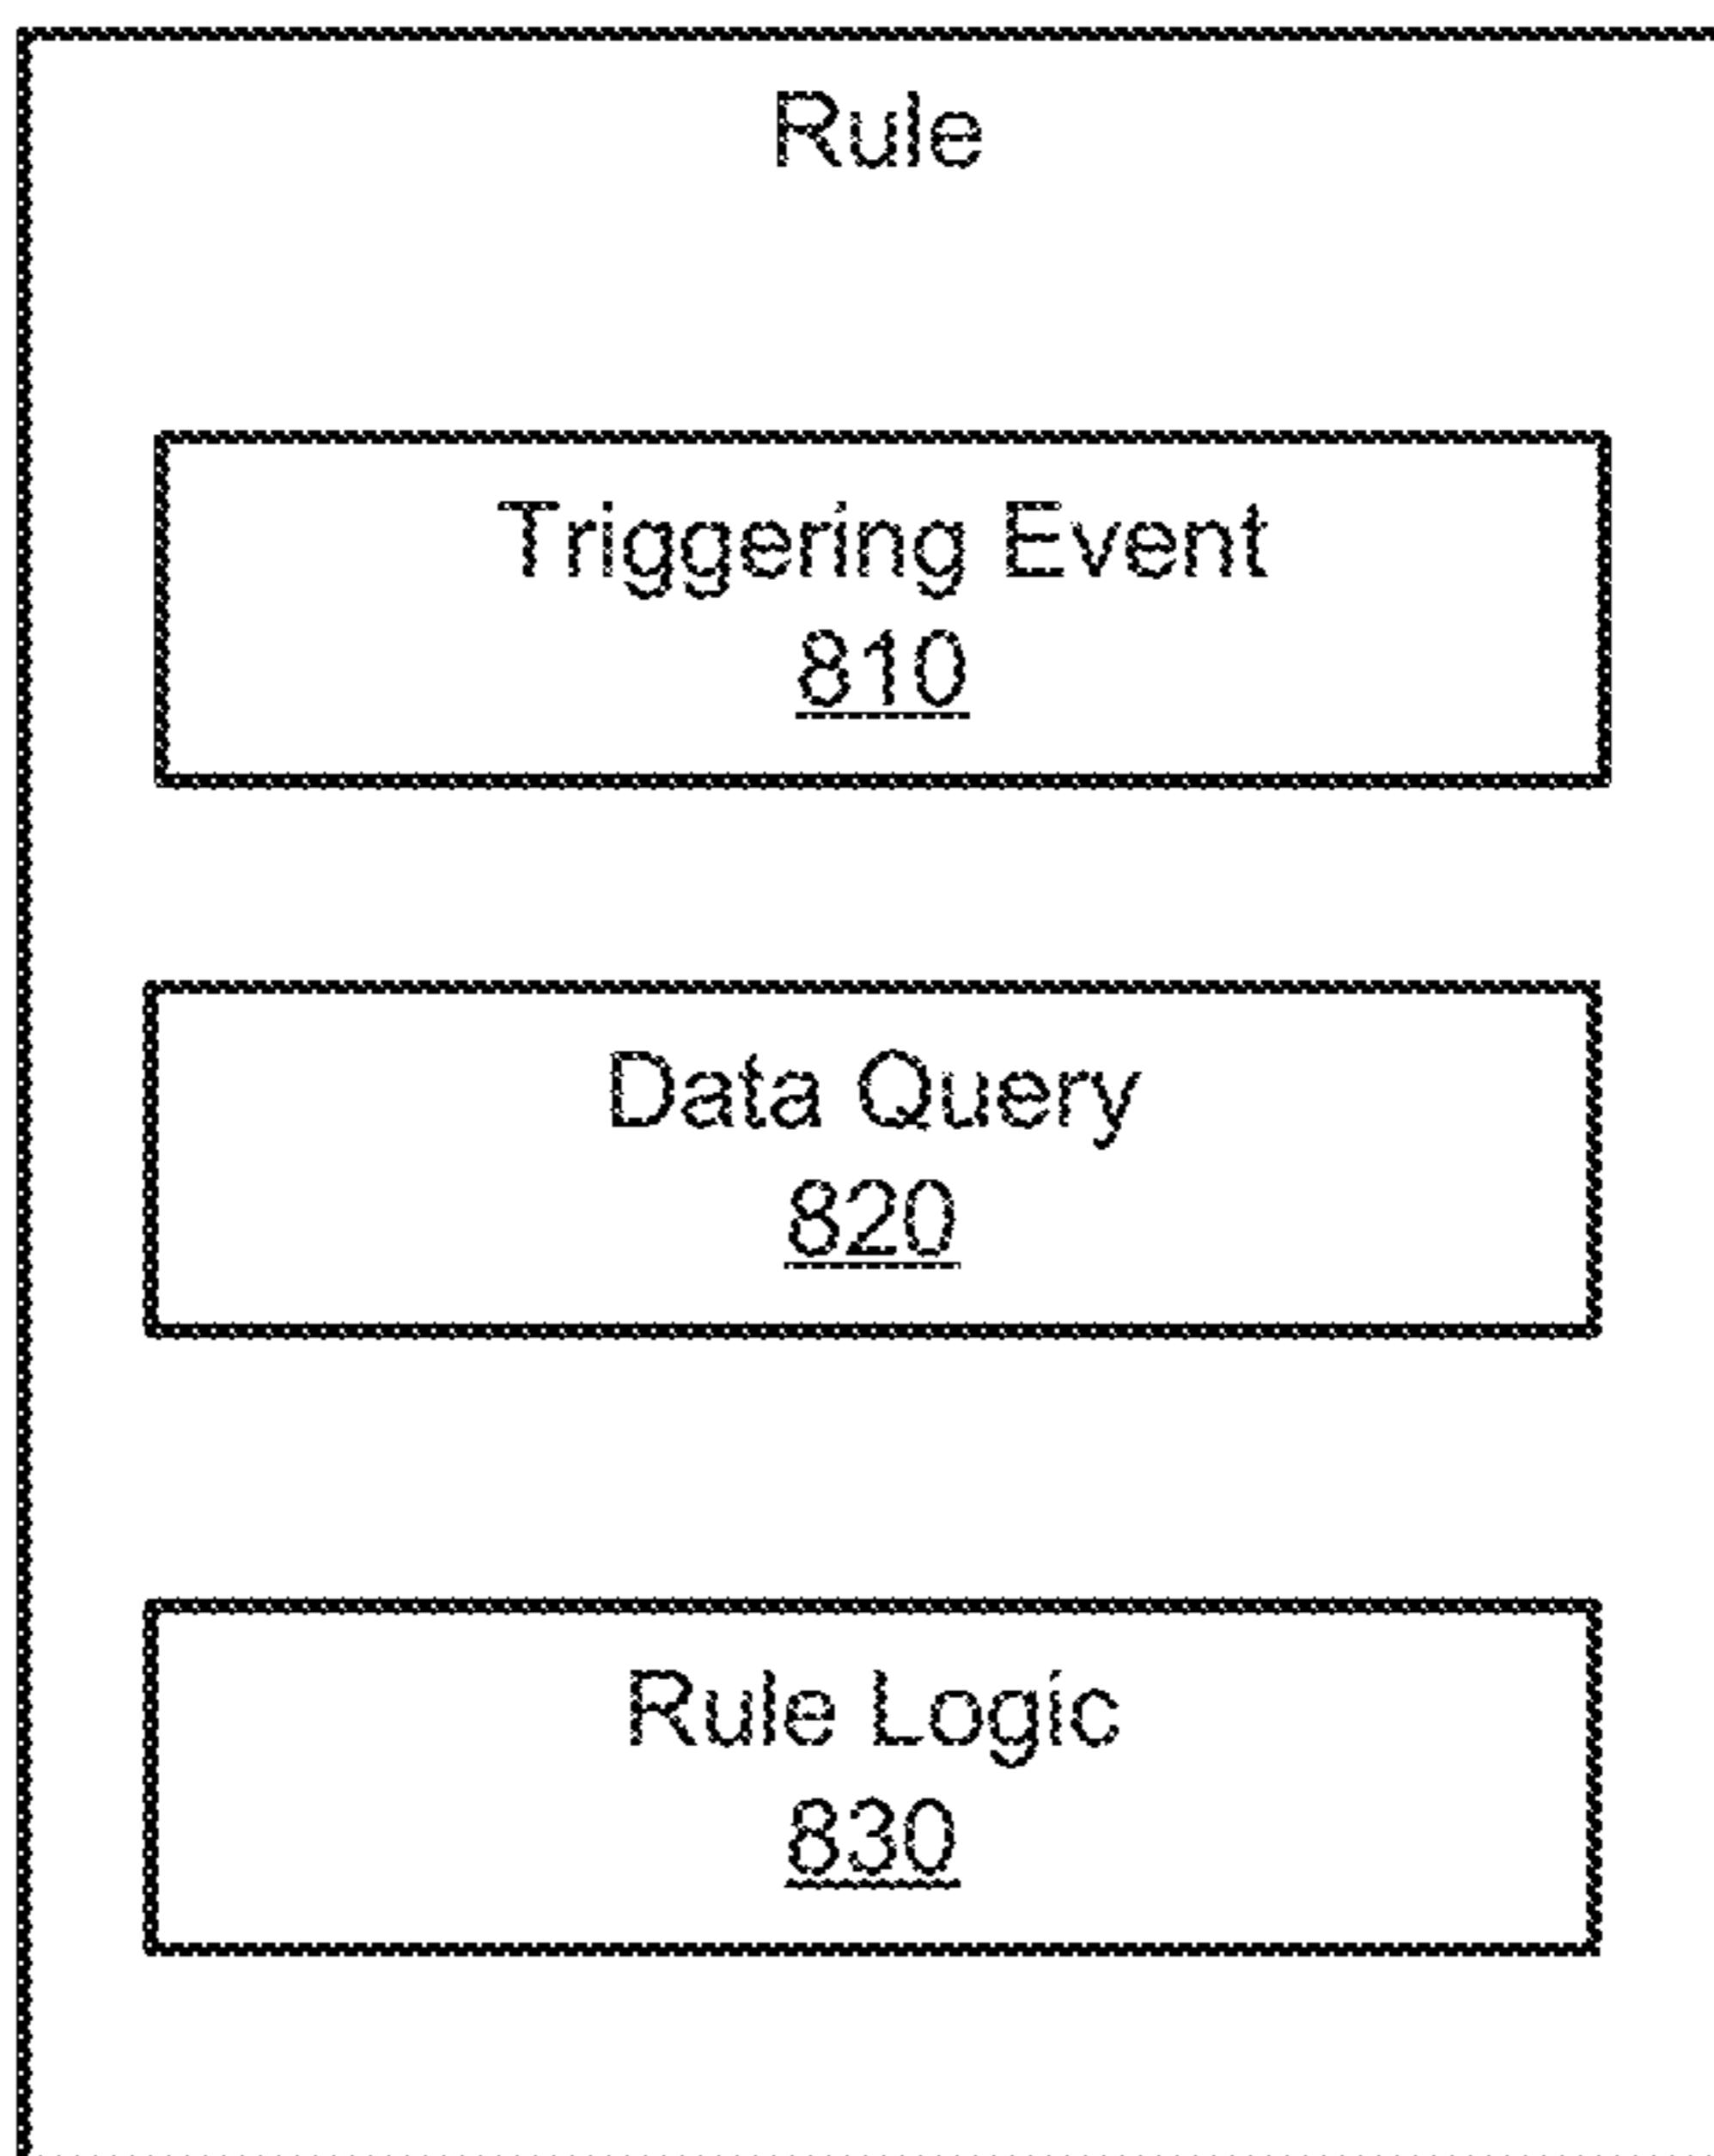 Rule
Triggering Event
810
Data Query
820
Rule Logic
830